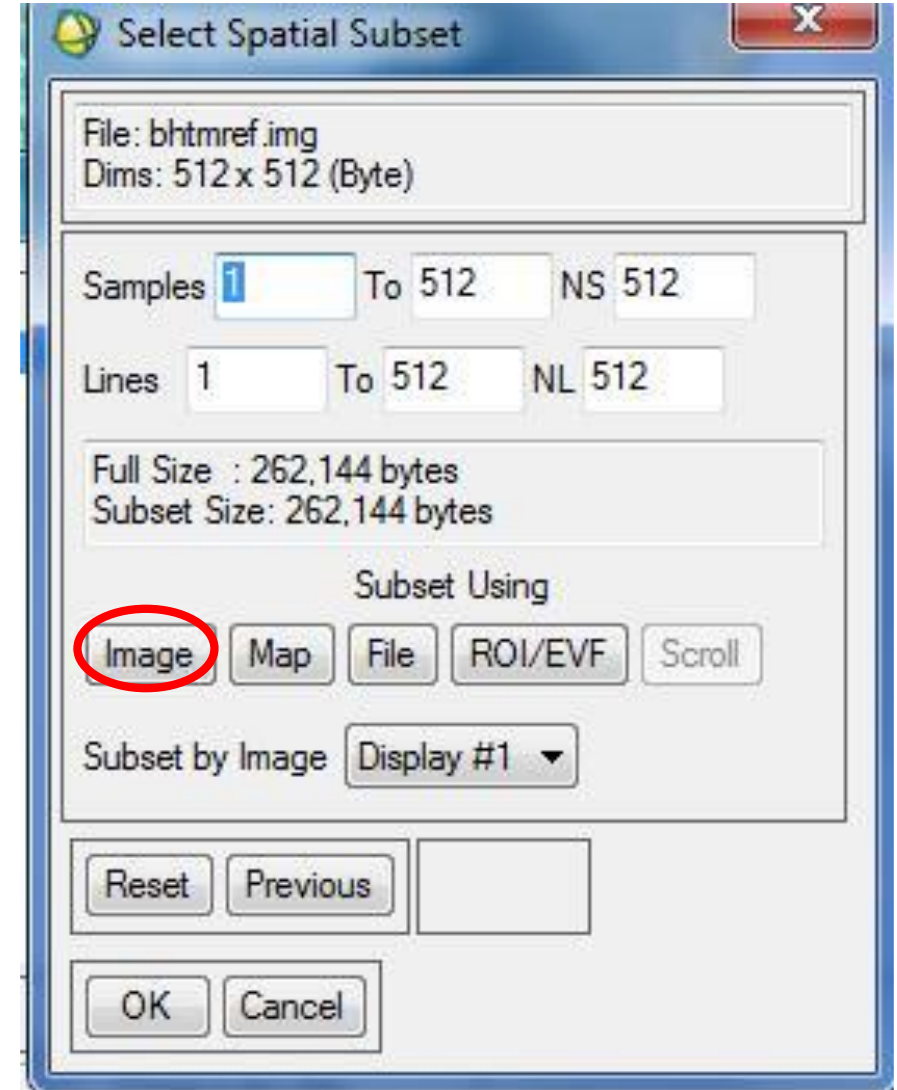 Select Spatial Subset X
File: bhtmref.img
Dims: 512 x 512 (Byte)
Samples 1 To 512 NS 512
Lines 1 To 512 NL 512
Full Size : 262,144 bytes
Subset Size: 262,144 bytes
Subset Using
Image Map File ROI/EVF Scroll
Subset by Image Display #1
Reset Previous
OK Cancel